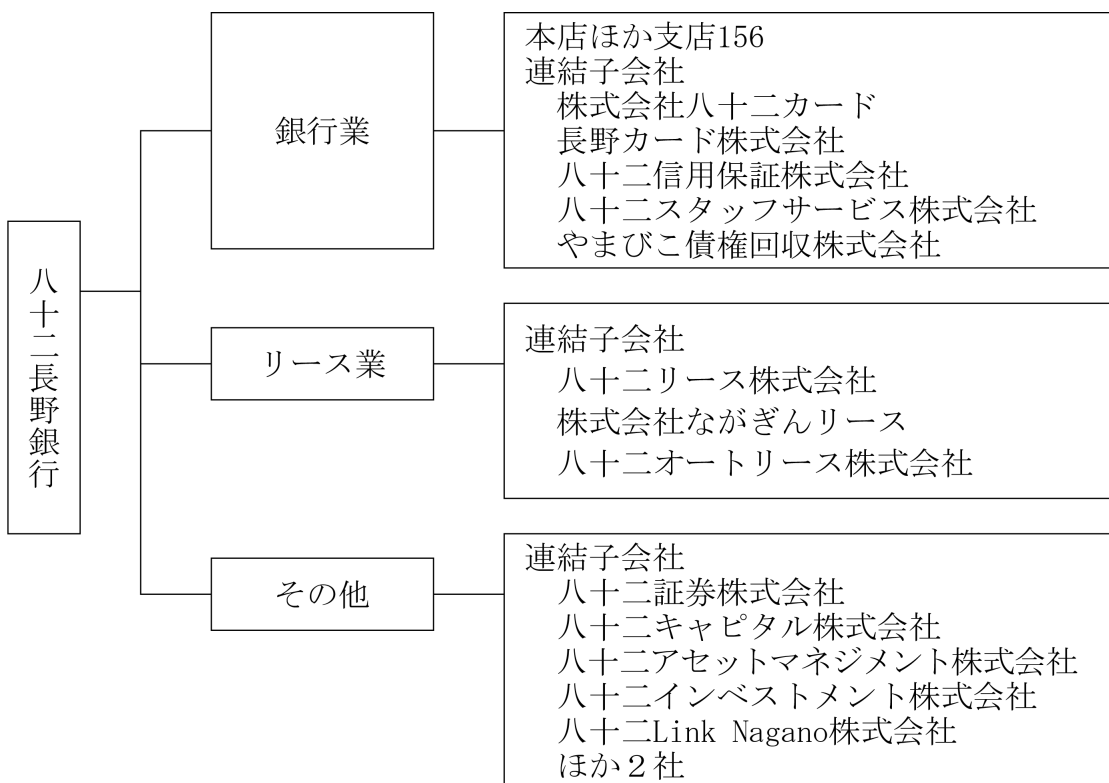 八十二長野銀行
銀行業
本店ほか支店156
連結子会社
株式会社八十二カード
長野カード株式会社
八十二信用保証株式会社
八十二スタッフサービス株式会社
やまびこ債権回収株式会社
リース業
連結子会社
八十二リース株式会社
株式会社ながぎんリース
八十二オートリース株式会社
その他
連結子会社
八十二証券株式会社
八十二キャピタル株式会社
八十二アセットマネジメント株式会社
八十二インベストメント株式会社
八十二Link Nagano株式会社
ほか２社